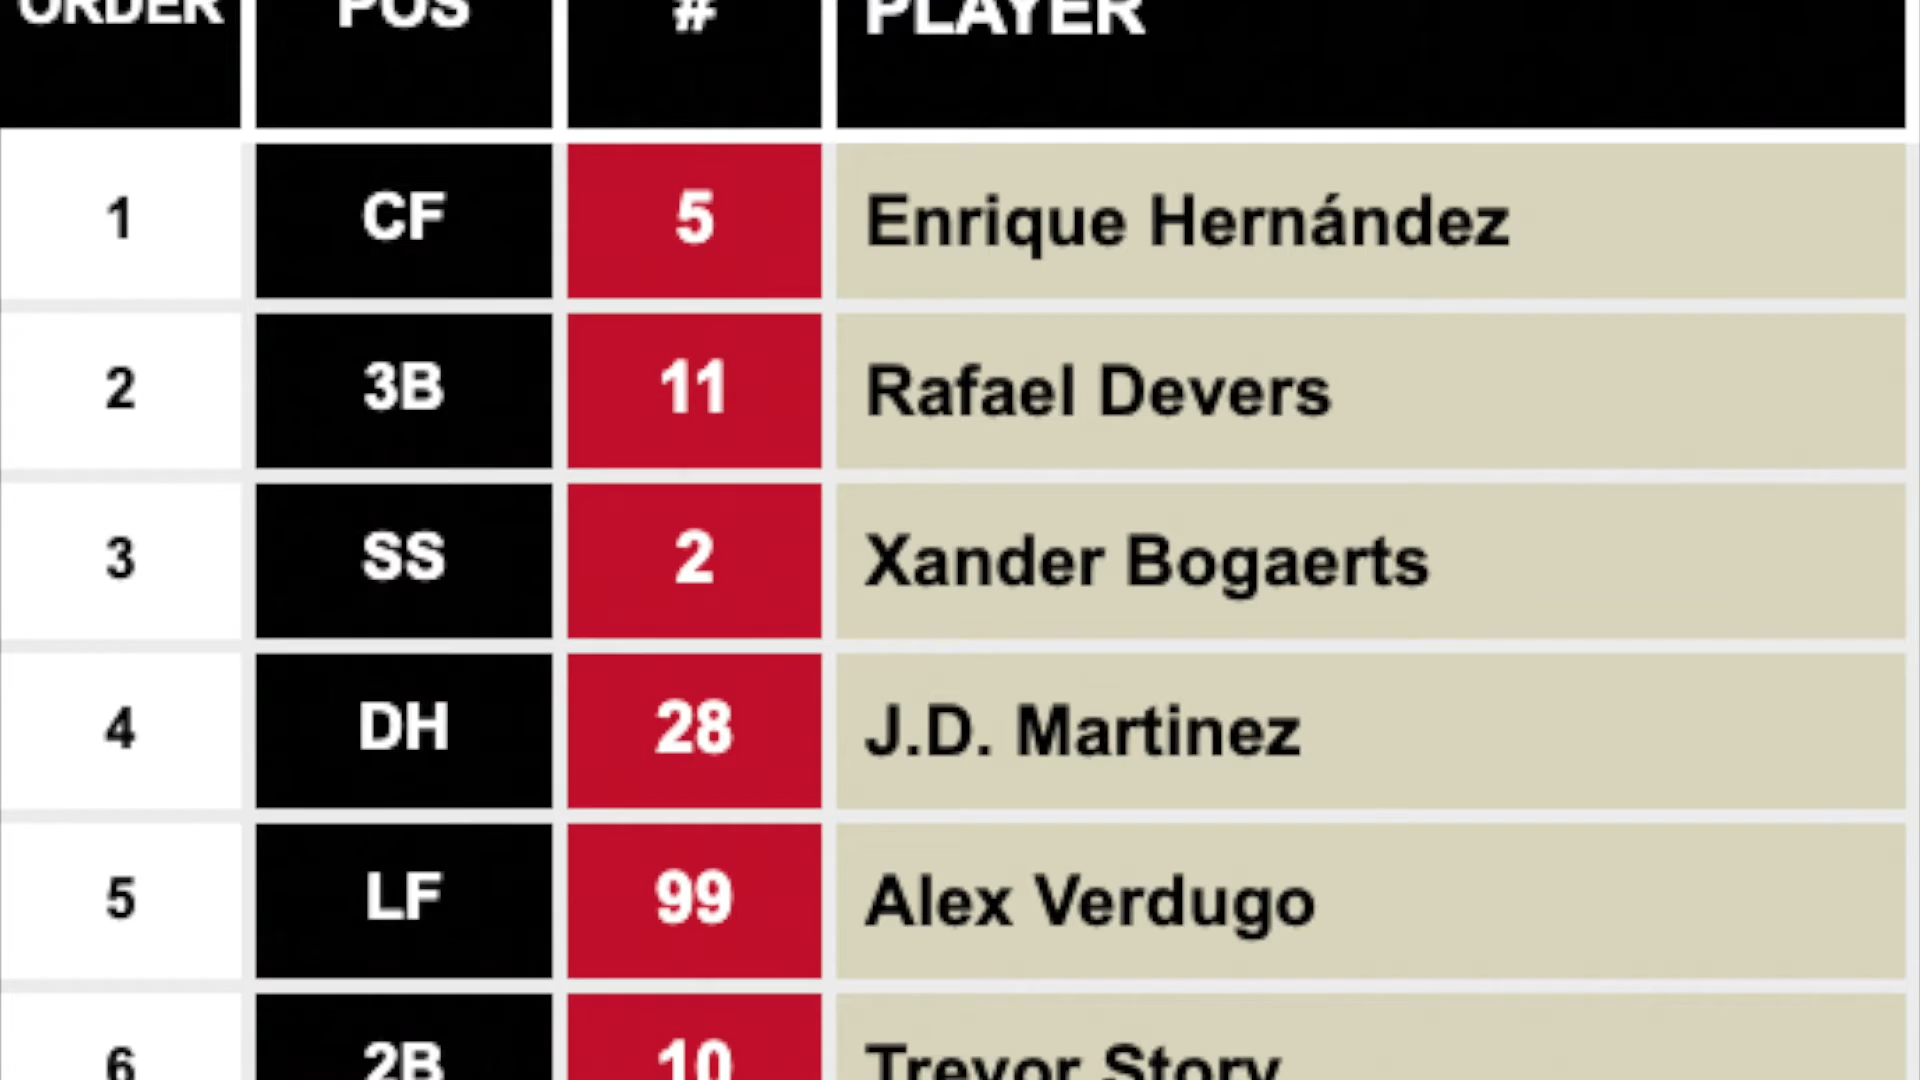 ORDER POS # PLAYER
1 CF 5 Enrique Hernández
2 3B 11 Rafael Devers
3 SS 2 Xander Bogaerts
4 DH 28 J.D. Martinez
5 LF 99 Alex Verdugo
6 2B 10 Trevor Story